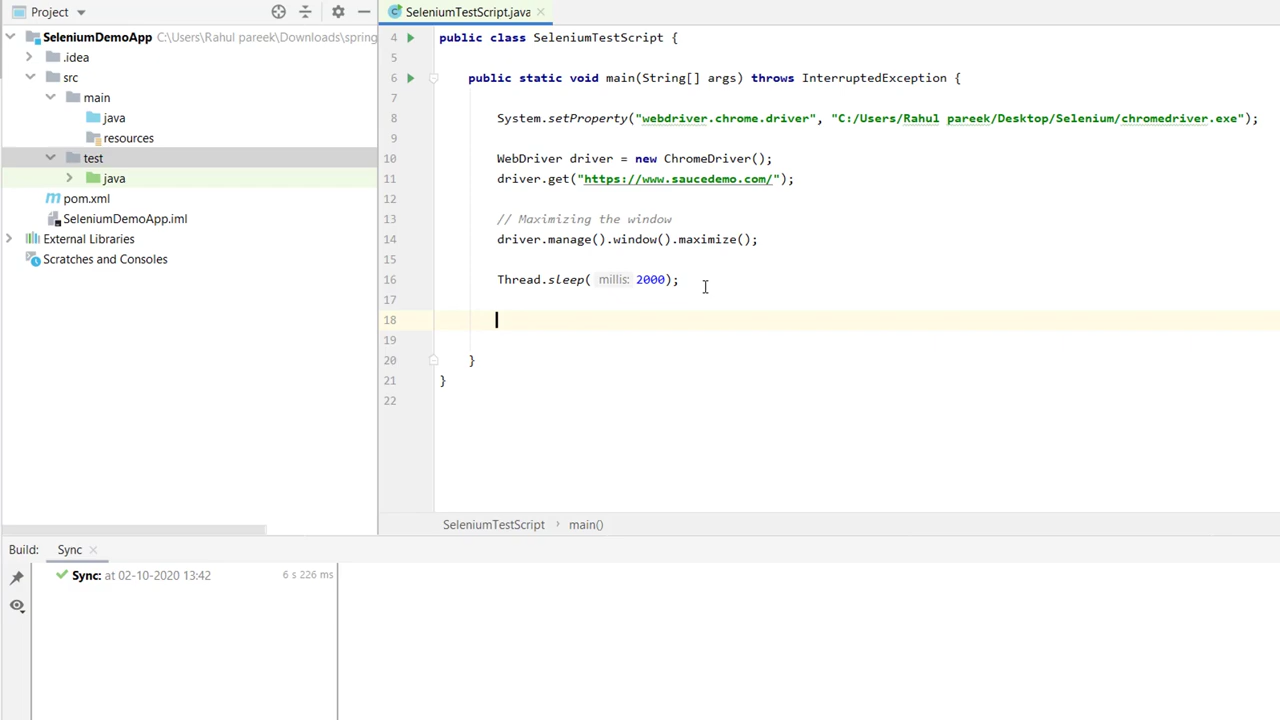 Project
SeleniumDemoApp C:\Users\Rahul pareek\Downloads\spring
.idea
src
main
java
resources
test
java
pom.xml
SeleniumDemoApp.iml
External Libraries
Scratches and Consoles
SeleniumTestScript.java
4 public class SeleniumTestScript {
5
6 public static void main(String[] args) throws InterruptedException {
7
8 System.setProperty("webdriver.chrome.driver", "C:/Users/Rahul pareek/Desktop/Selenium/chromedriver.exe");
9
10 WebDriver driver = new ChromeDriver();
11 driver.get("https://www.saucedemo.com/");
12
13 // Maximizing the window
14 driver.manage().window().maximize();
15
16 Thread.sleep( millis: 2000);
17
18
19
20 }
21 }
22
SeleniumTestScript › main()
Build: Sync
Sync: at 02-10-2020 13:42 6 s 226 ms